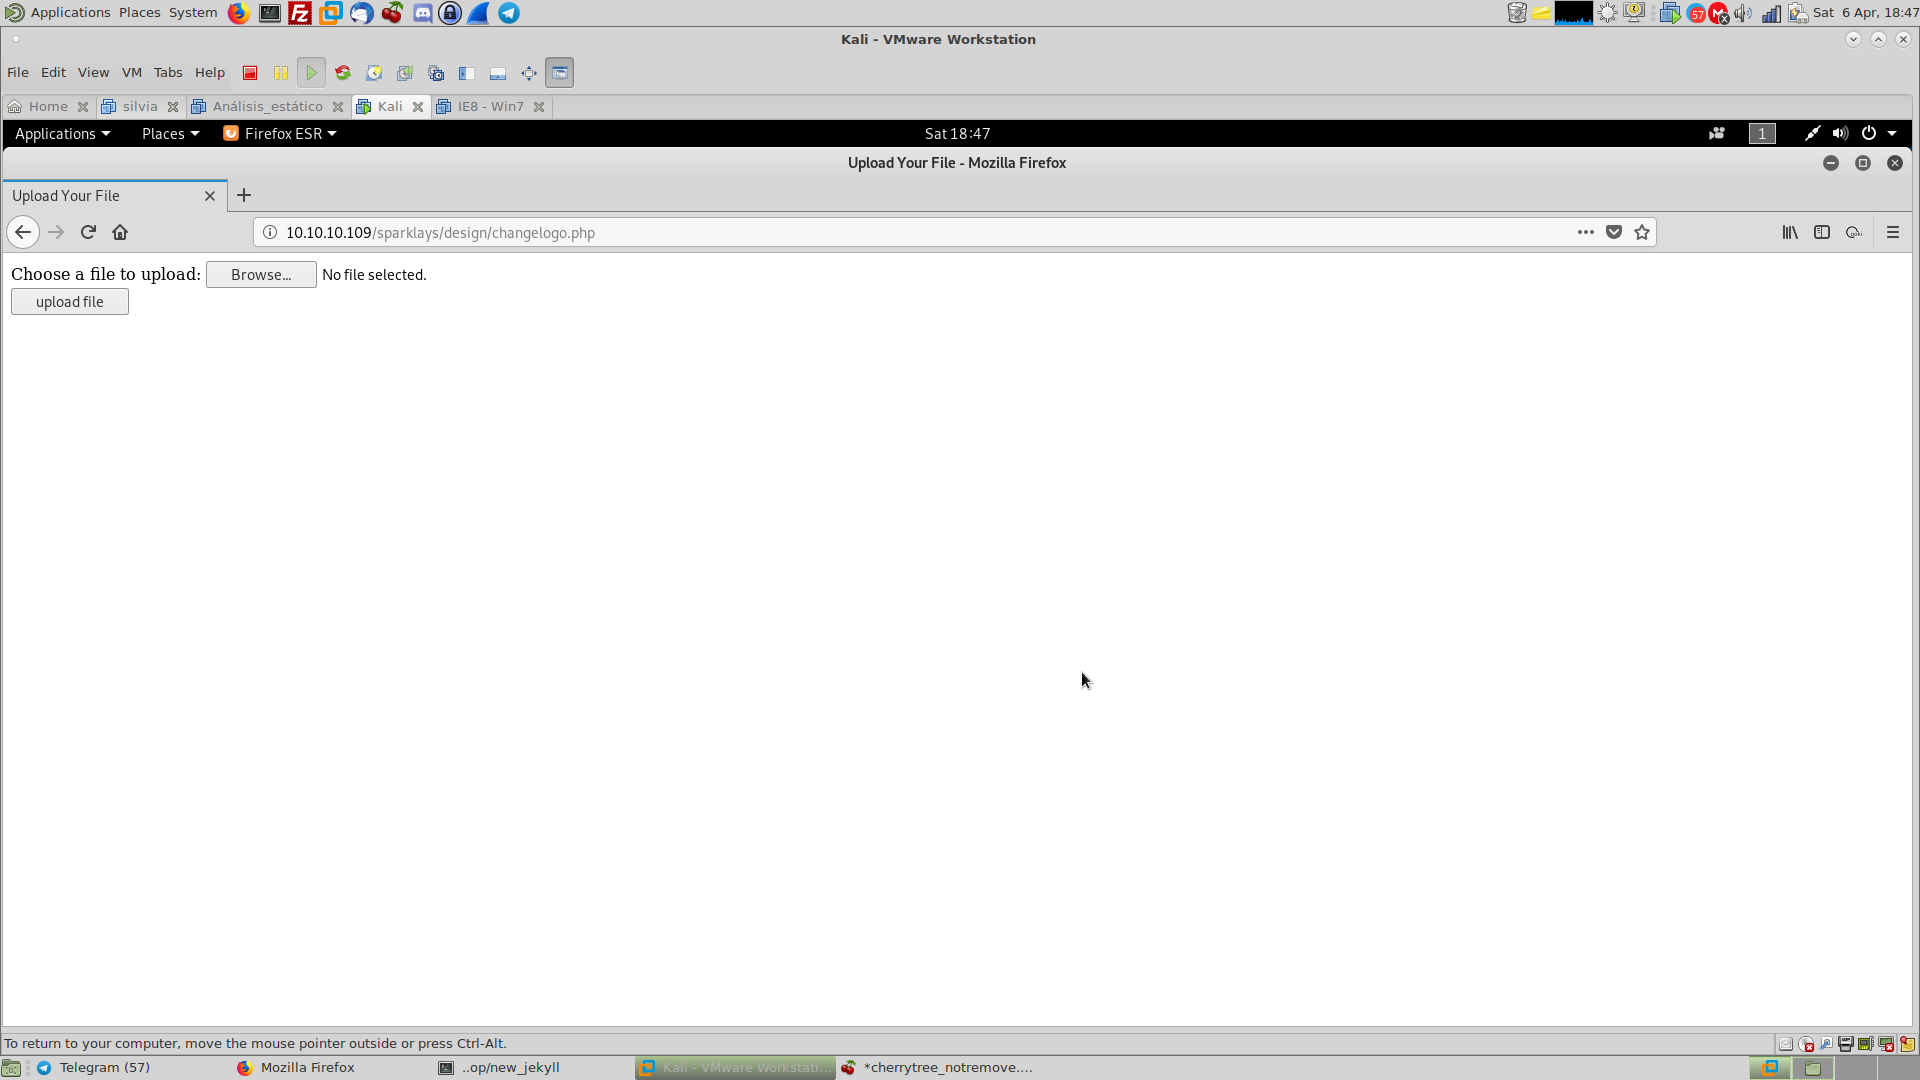 Applications Places System
57
Sat 6 Apr, 18:47
Kali - VMware Workstation
File Edit View VM Tabs Help
Home silvia Análisis_estático Kali IE8 - Win7
Applications Places Firefox ESR Sat 18:47 1
Upload Your File - Mozilla Firefox
Upload Your File
10.10.10.109/sparklays/design/changelogo.php
Choose a file to upload: Browse... No file selected.
upload file
To return to your computer, move the mouse pointer outside or press Ctrl-Alt.
Telegram (57) Mozilla Firefox ..op/new_jekyll Kali - VMware Workstati... *cherrytree_notremove....